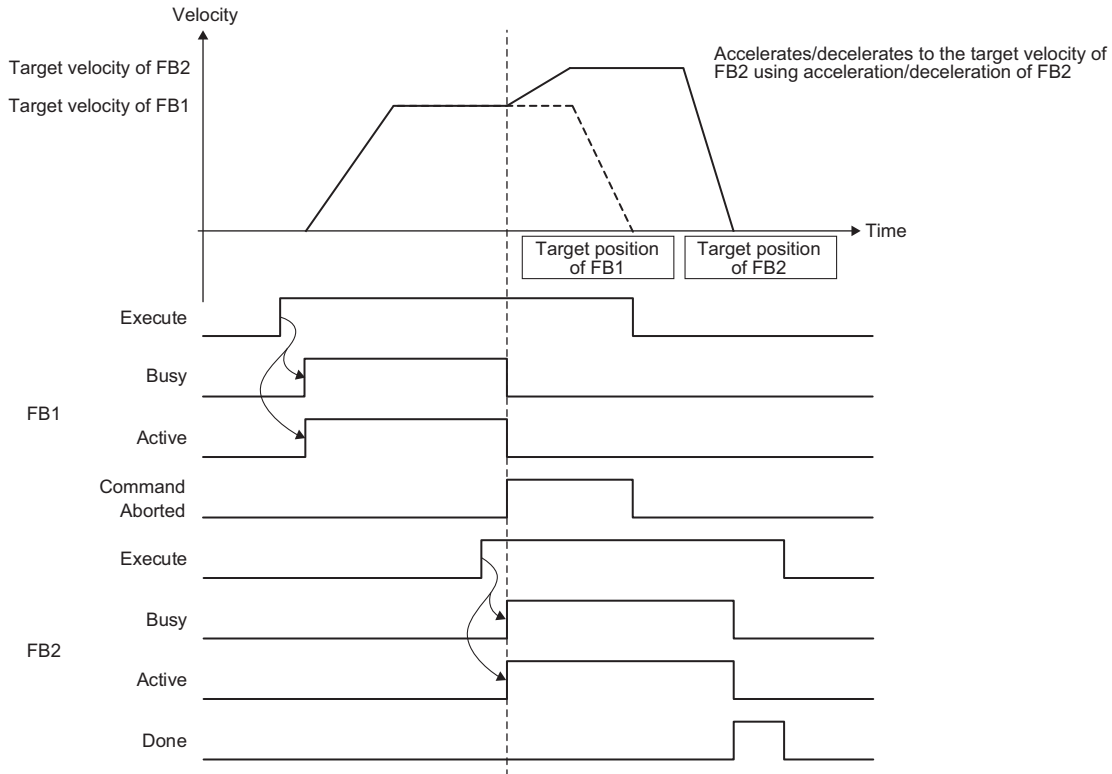 Velocity
Target velocity of FB2
Target velocity of FB1
Accelerates/decelerates to the target velocity of
FB2 using acceleration/deceleration of FB2
Time
Target position
of FB1
Target position
of FB2
FB1
Execute
Busy
Active
Command
Aborted
FB2
Execute
Busy
Active
Done